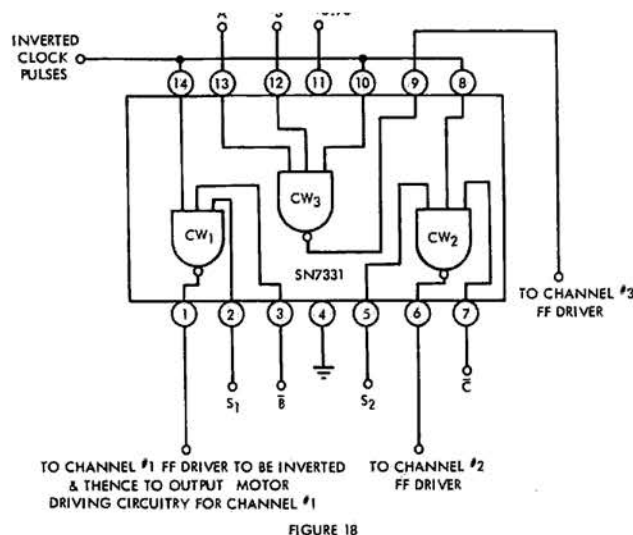 INVERTED
CLOCK
PULSES
14
13
12
11
10
9
8
CW3
CW1
CW2
SN7331
1
2
3
4
5
6
7
S1
B̄
S2
C̄
TO CHANNEL #3
FF DRIVER
TO CHANNEL #1 FF DRIVER TO BE INVERTED
& THENCE TO OUTPUT MOTOR
DRIVING CIRCUITRY FOR CHANNEL #1
TO CHANNEL #2
FF DRIVER
FIGURE 18